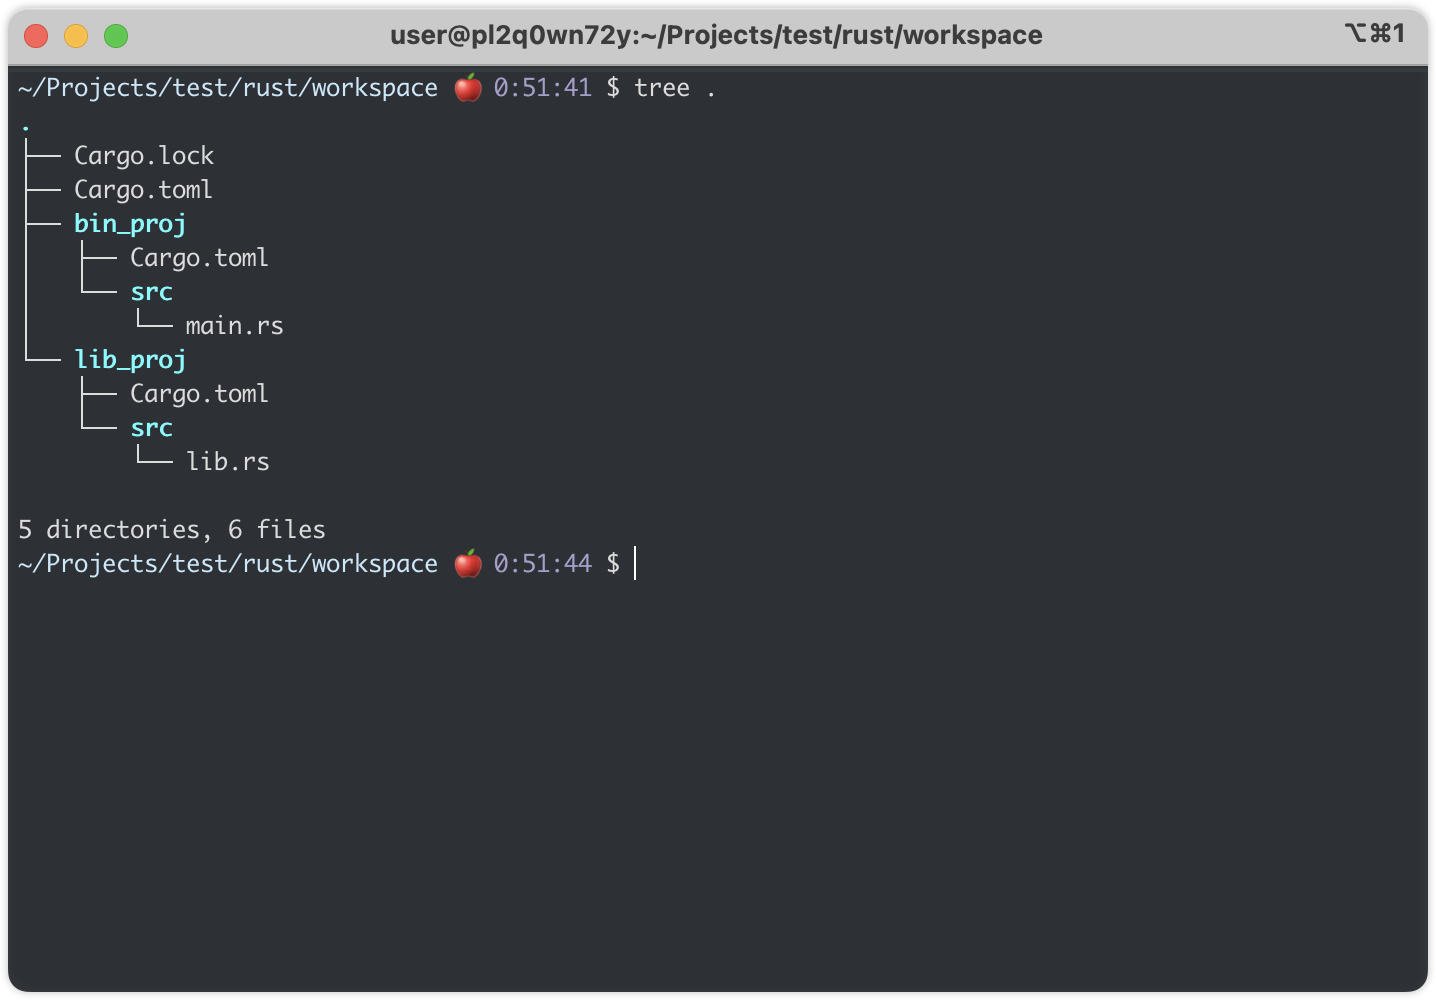 user@pl2q0wn72y:~/Projects/test/rust/workspace ⌥⌘1
~/Projects/test/rust/workspace 🍎 0:51:41 $ tree .
.
├── Cargo.lock
├── Cargo.toml
├── bin_proj
│   ├── Cargo.toml
│   └── src
│       └── main.rs
└── lib_proj
    ├── Cargo.toml
    └── src
        └── lib.rs

5 directories, 6 files
~/Projects/test/rust/workspace 🍎 0:51:44 $